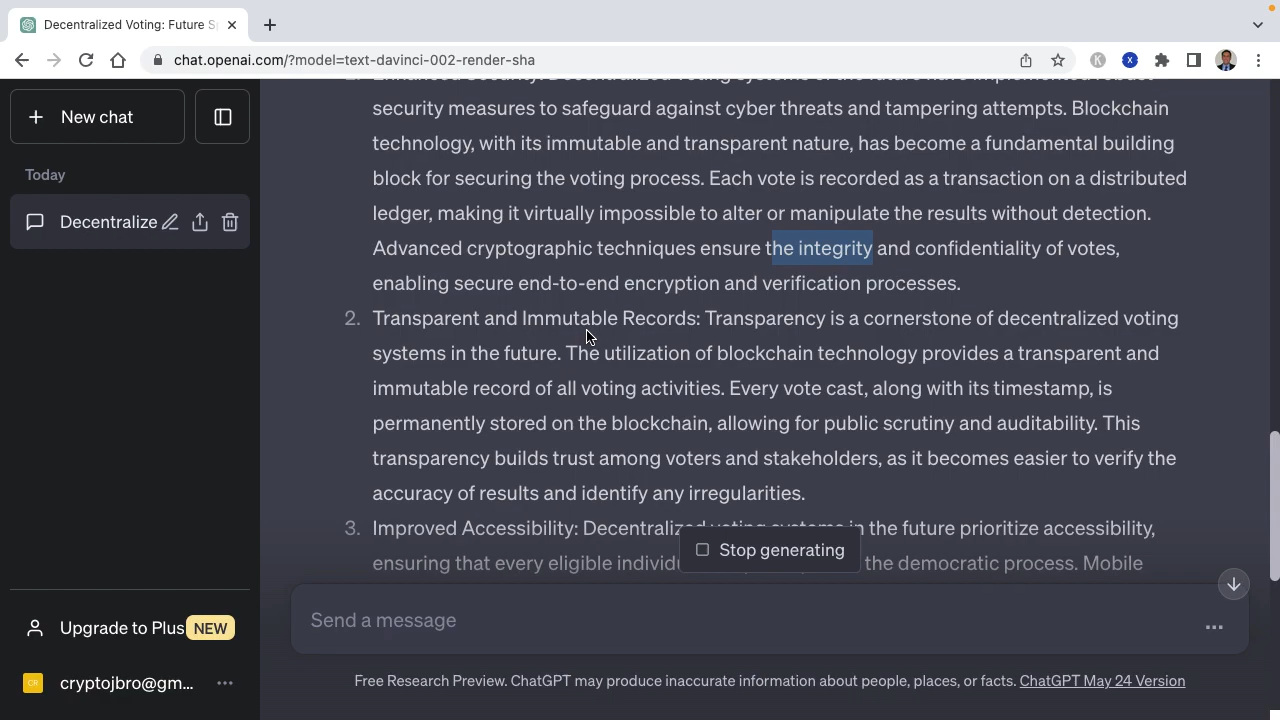 Decentralized Voting: Future S
chat.openai.com/?model=text-davinci-002-render-sha
New chat
Today
Decentralize
Upgrade to Plus NEW
CR cryptojbro@gm...
security measures to safeguard against cyber threats and tampering attempts. Blockchain
technology, with its immutable and transparent nature, has become a fundamental building
block for securing the voting process. Each vote is recorded as a transaction on a distributed
ledger, making it virtually impossible to alter or manipulate the results without detection.
Advanced cryptographic techniques ensure the integrity and confidentiality of votes,
enabling secure end-to-end encryption and verification processes.
2. Transparent and Immutable Records: Transparency is a cornerstone of decentralized voting
systems in the future. The utilization of blockchain technology provides a transparent and
immutable record of all voting activities. Every vote cast, along with its timestamp, is
permanently stored on the blockchain, allowing for public scrutiny and auditability. This
transparency builds trust among voters and stakeholders, as it becomes easier to verify the
accuracy of results and identify any irregularities.
3. Improved Accessibility: Decentralized voting systems in the future prioritize accessibility,
ensuring that every eligible the democratic process. Mobile
Stop generating
Send a message
Free Research Preview. ChatGPT may produce inaccurate information about people, places, or facts. ChatGPT May 24 Version